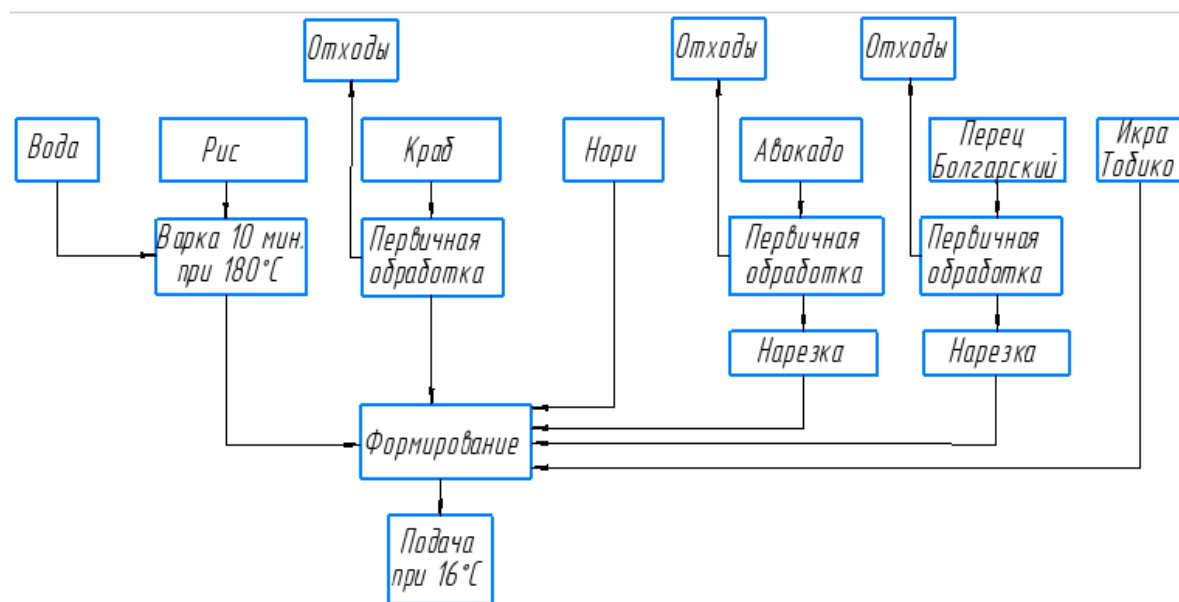 Отходы
Отходы
Отходы
Вода
Рис
Краб
Нори
Авокадо
Перец
Болгарский
Икра
Тобико
Варка 10 мин.
при 180°С
Первичная
обработка
Первичная
обработка
Первичная
обработка
Нарезка
Нарезка
Формирование
Подача
при 16°С